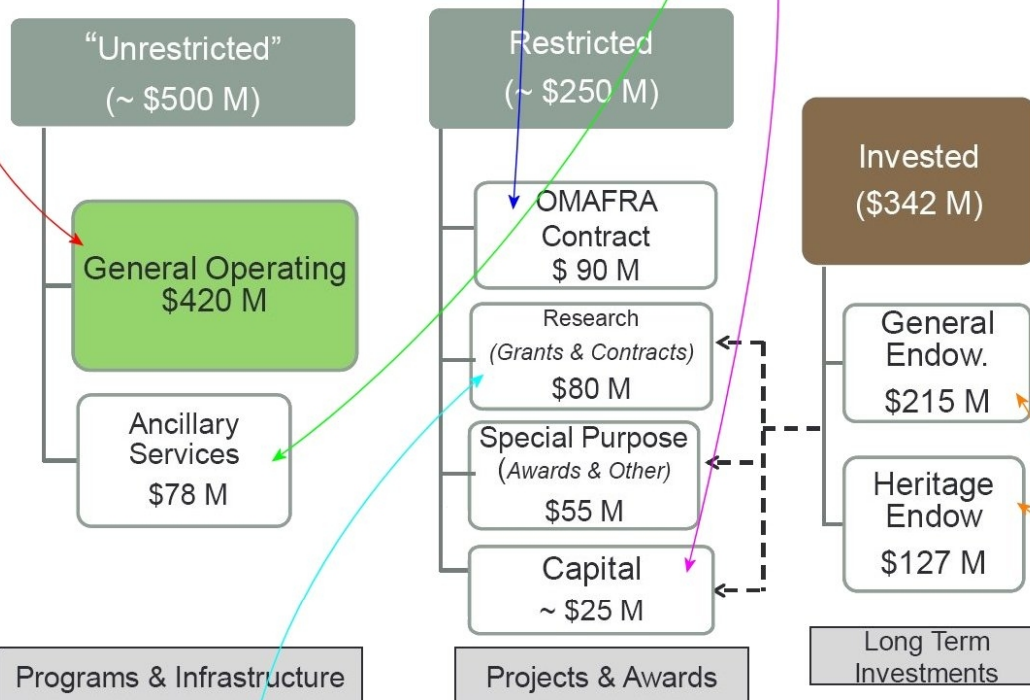 “Unrestricted”
(~ $500 M)
General Operating
$420 M
Ancillary
Services
$78 M
Programs & Infrastructure
Restricted
(~ $250 M)
OMAFRA
Contract
$ 90 M
Research
(Grants & Contracts)
$80 M
Special Purpose
(Awards & Other)
$55 M
Capital
~ $25 M
Projects & Awards
Invested
($342 M)
General
Endow.
$215 M
Heritage
Endow
$127 M
Long Term
Investments